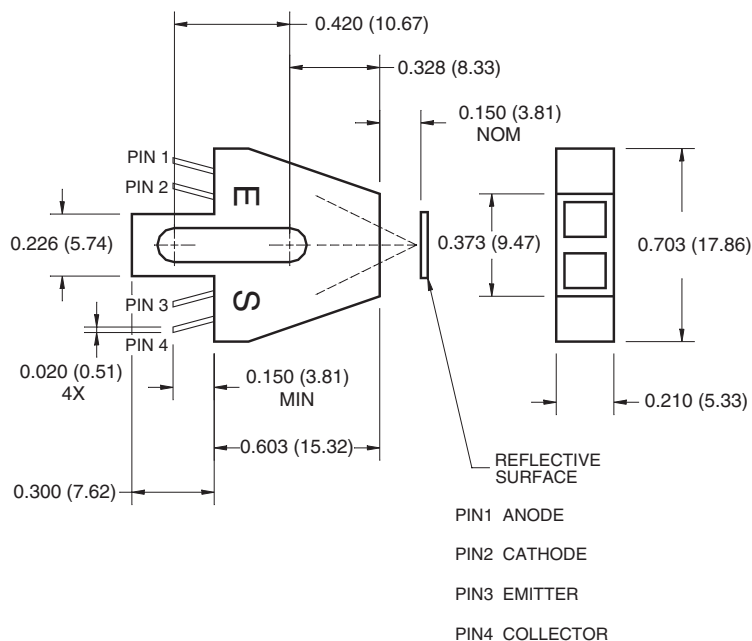 0.420 (10.67)
0.328 (8.33)
0.150 (3.81)
NOM
PIN 1
PIN 2
E
0.226 (5.74)
0.373 (9.47)
0.703 (17.86)
S
PIN 3
PIN 4
0.020 (0.51)
4X
0.150 (3.81)
MIN
0.210 (5.33)
0.603 (15.32)
0.300 (7.62)
REFLECTIVE
SURFACE
PIN1 ANODE
PIN2 CATHODE
PIN3 EMITTER
PIN4 COLLECTOR